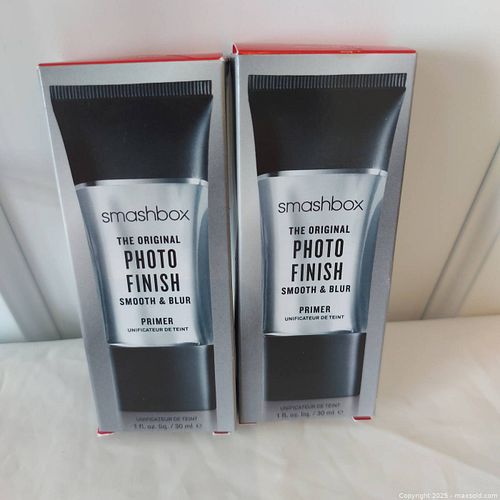 smashbox
THE ORIGINAL
PHOTO
FINISH
SMOOTH & BLUR
PRIMER
UNIFICATEUR DE TEINT
UNIFICATEUR DE TEINT
1 fl. oz. liq. / 30 ml e
smashbox
THE ORIGINAL
PHOTO
FINISH
SMOOTH & BLUR
PRIMER
UNIFICATEUR DE TEINT
UNIFICATEUR DE TEINT
1 fl. oz. liq. / 30 ml e
Copyright 2025 - maxsold.com